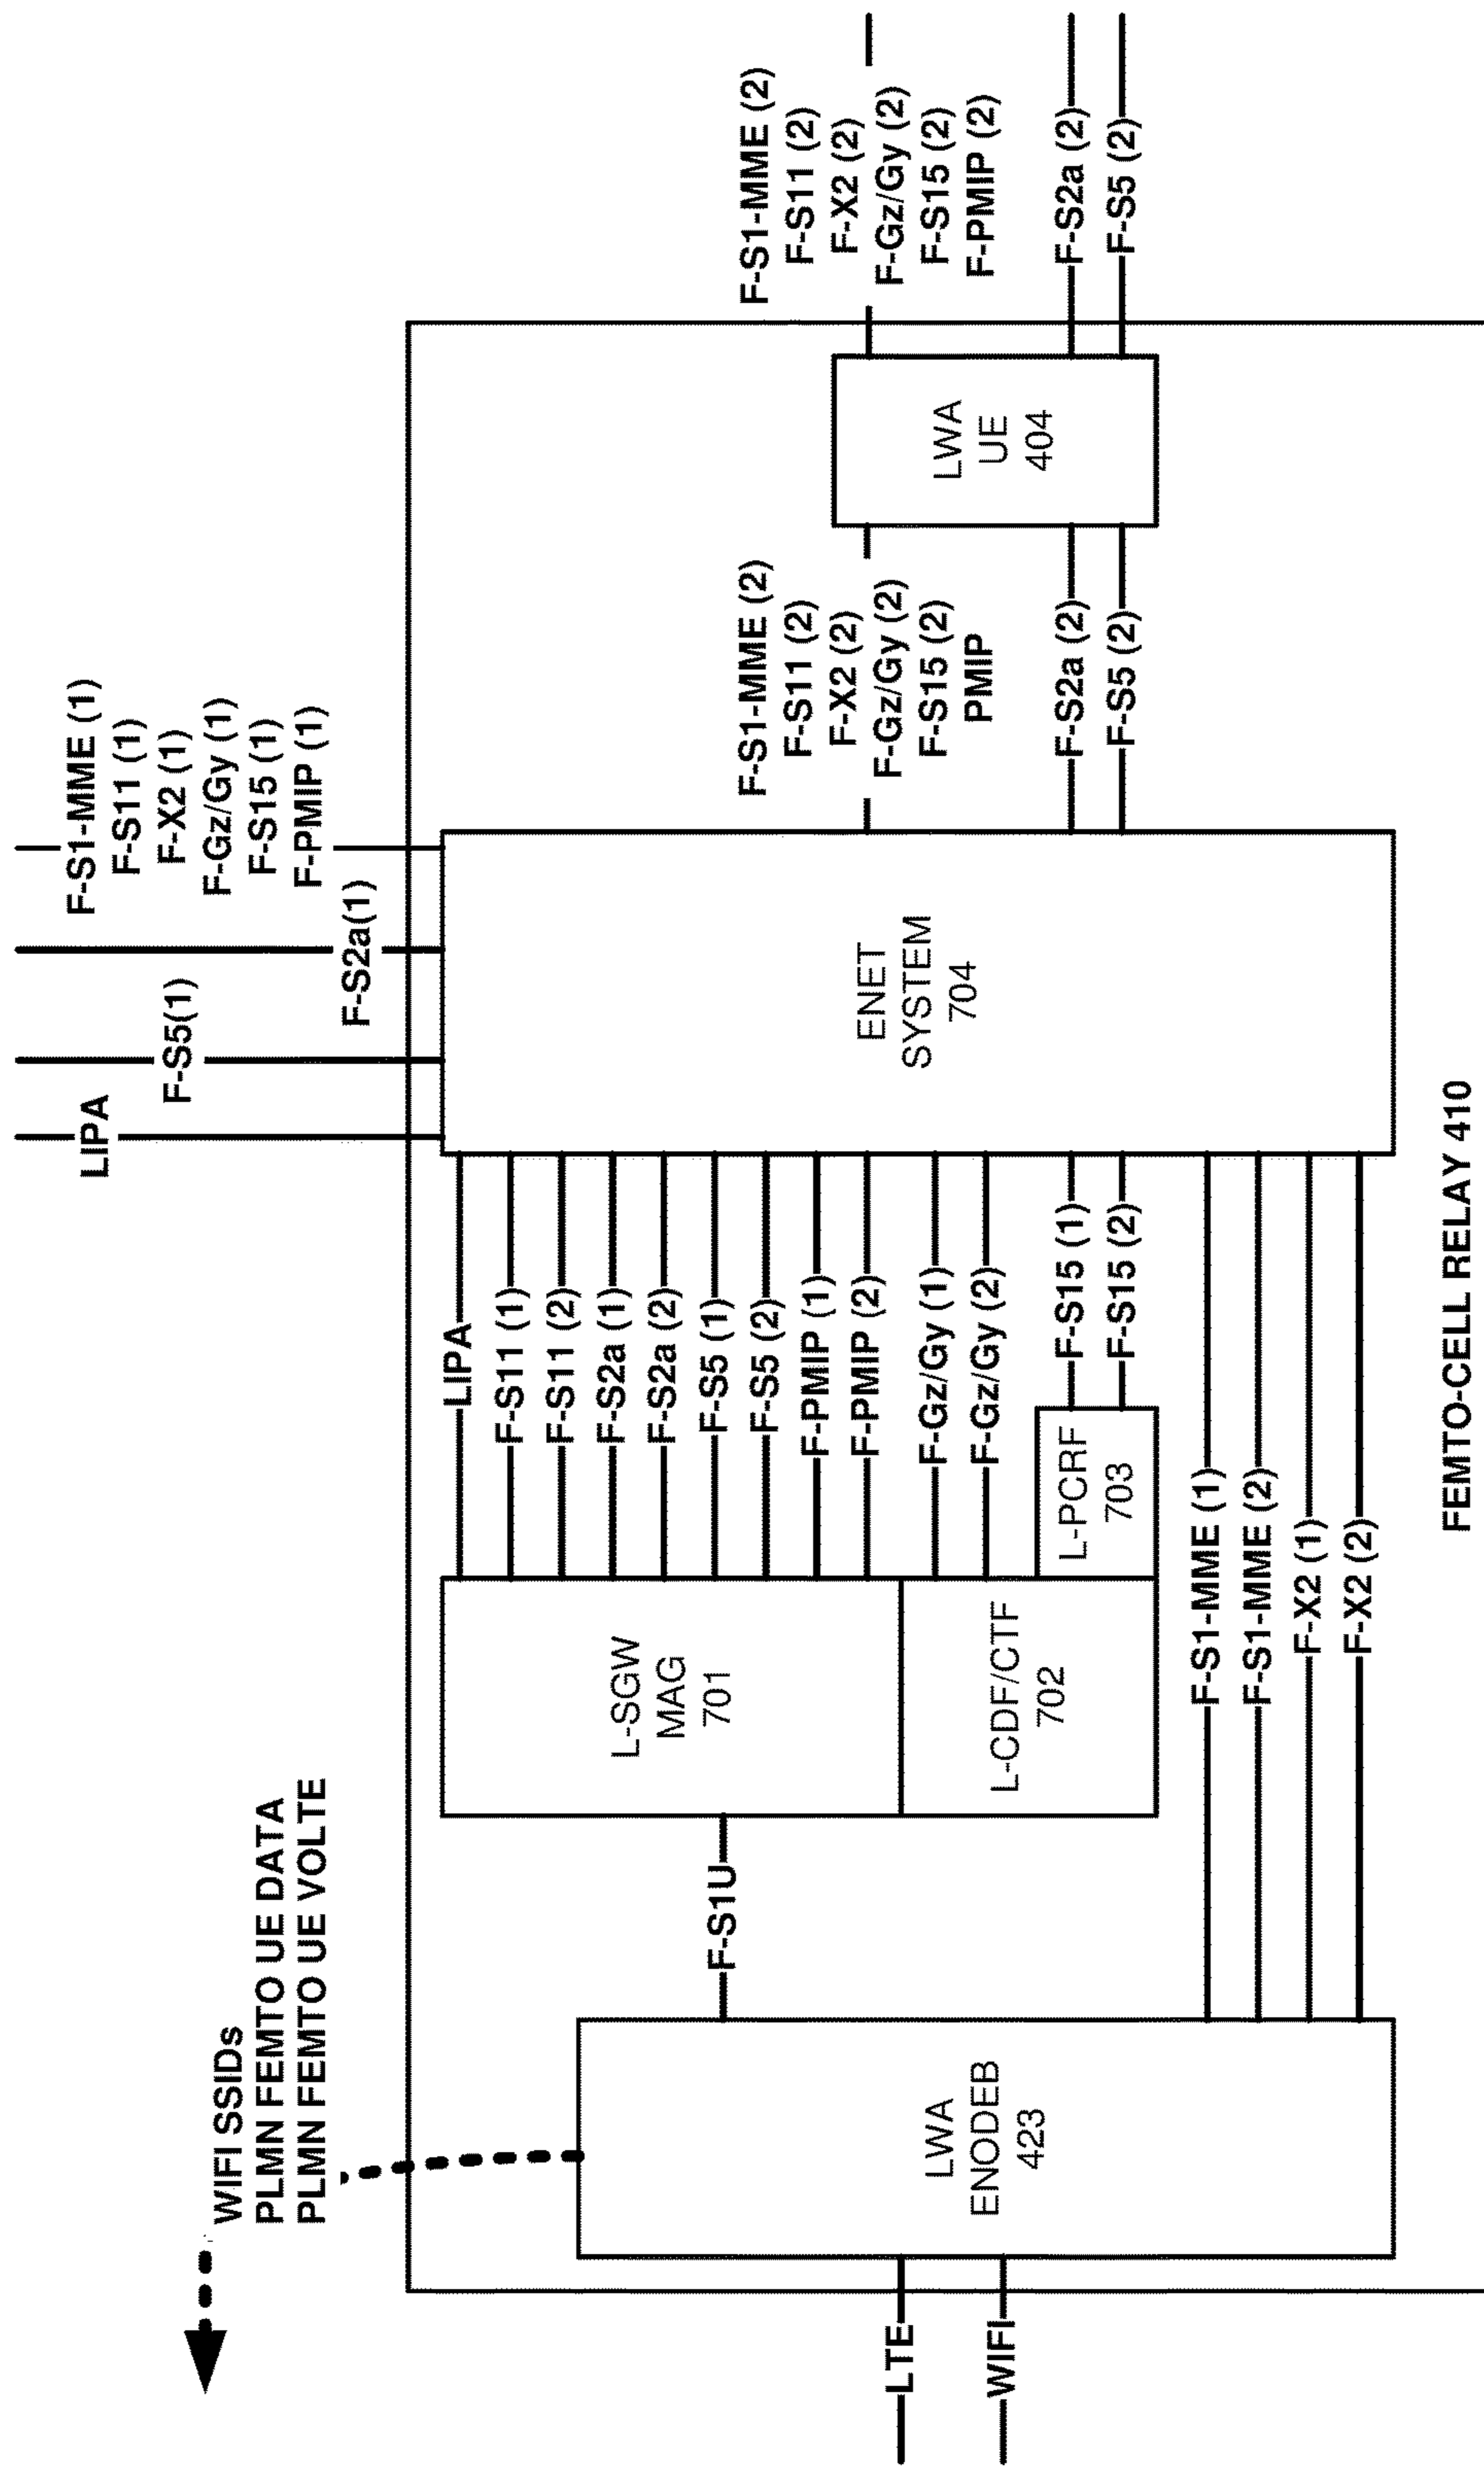 WIFI SSIDs
PLMN FEMTO UE DATA
PLMN FEMTO UE VOLTE
LIPA
F-S5(1)
F-S2a(1)
F-S1-MME (1)
F-S11 (1)
F-X2 (1)
F-Gz/Gy (1)
F-S15 (1)
F-PMIP (1)
LTE
WIFI
LWA
ENODEB
423
F-S1U
L-SGW
MAG
701
L-CDF/CTF
702
L-PCRF
703
LIPA
F-S11 (1)
F-S11 (2)
F-S2a (1)
F-S2a (2)
F-S5 (1)
F-S5 (2)
F-PMIP (1)
F-PMIP (2)
F-Gz/Gy (1)
F-Gz/Gy (2)
F-S15 (1)
F-S15 (2)
F-S1-MME (1)
F-S1-MME (2)
F-X2 (1)
F-X2 (2)
ENET
SYSTEM
704
F-S1-MME (2)
F-S11 (2)
F-X2 (2)
F-Gz/Gy (2)
F-S15 (2)
PMIP
F-S2a (2)
F-S5 (2)
LWA
UE
404
F-S1-MME (2)
F-S11 (2)
F-X2 (2)
F-Gz/Gy (2)
F-S15 (2)
F-PMIP (2)
F-S2a (2)
F-S5 (2)
FEMTO-CELL RELAY 410